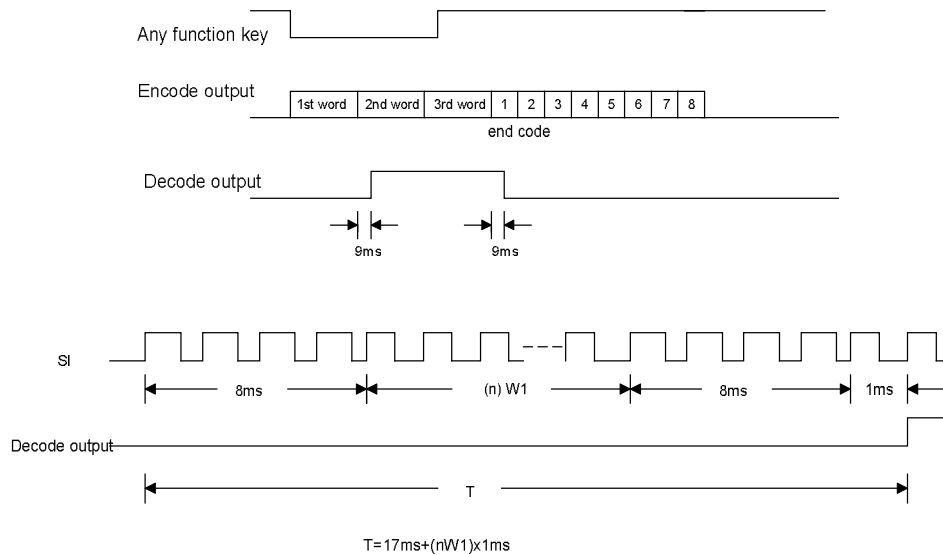 Any function key
Encode output
1st word 2nd word 3rd word 1 2 3 4 5 6 7 8
end code
Decode output
9ms 9ms
SI
8ms (n) W1 8ms 1ms
Decode output
T
T=17ms+(nW1)x1ms